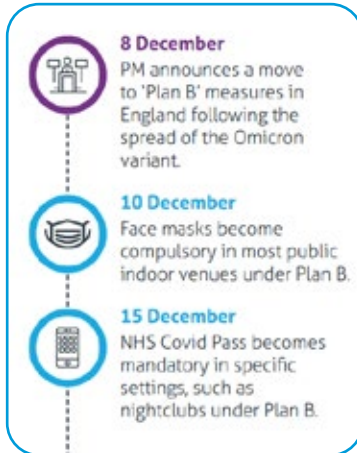 8 December
PM announces a move
to 'Plan B' measures in
England following the
spread of the Omicron
variant.
10 December
Face masks become
compulsory in most public
indoor venues under Plan B.
15 December
NHS Covid Pass becomes
mandatory in specific
settings, such as
nightclubs under Plan B.